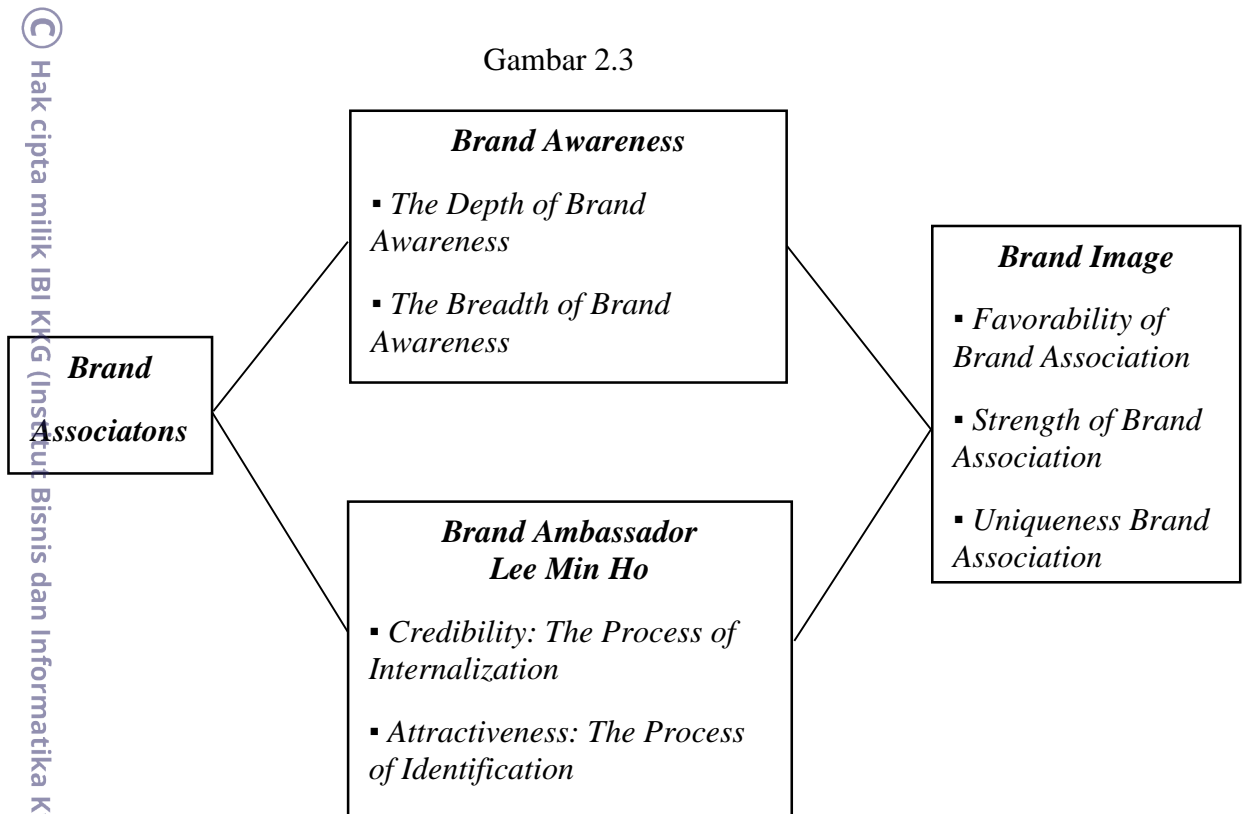 © Hak cipta milik IBI KKG (Institut Bisnis dan Informatika K
Gambar 2.3
Brand
Associatons
Brand Awareness
▪ The Depth of Brand
Awareness
▪ The Breadth of Brand
Awareness
Brand Ambassador
Lee Min Ho
▪ Credibility: The Process of
Internalization
▪ Attractiveness: The Process
of Identification
Brand Image
▪ Favorability of
Brand Association
▪ Strength of Brand
Association
▪ Uniqueness Brand
Association